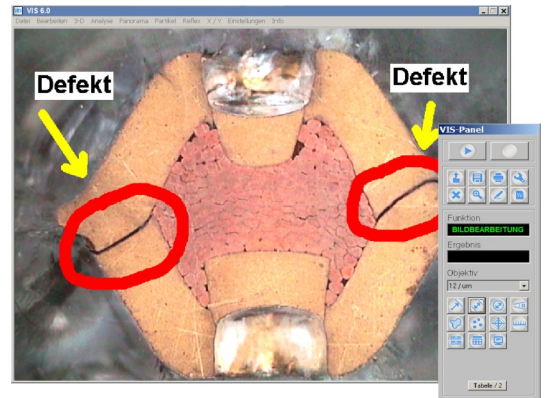 VIS 6.0
Datei Bearbeiten 3-D Analyse Panorama Partikel Reflex X / Y Einstellungen Info
Defekt
Defekt
VIS-Panel
Funktion
BILDBEARBEITUNG
Ergebnis
Objektiv
12 / um
Tabelle / 2